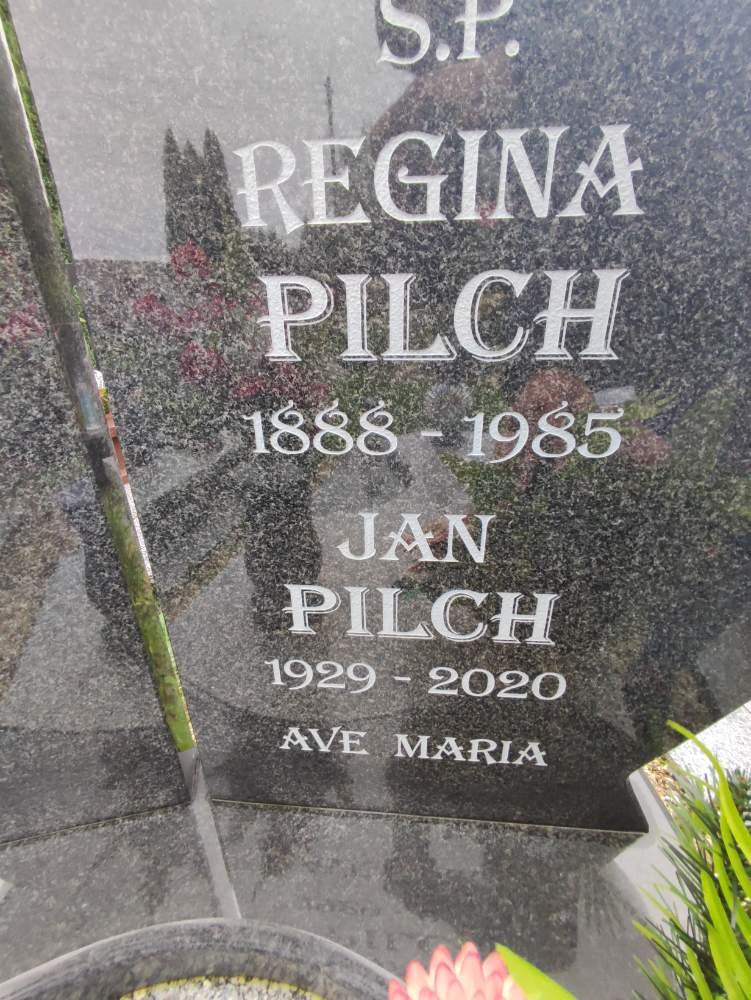 S.P.
REGINA
PILCH
1888 - 1985
JAN
PILCH
1929 - 2020
AVE MARIA